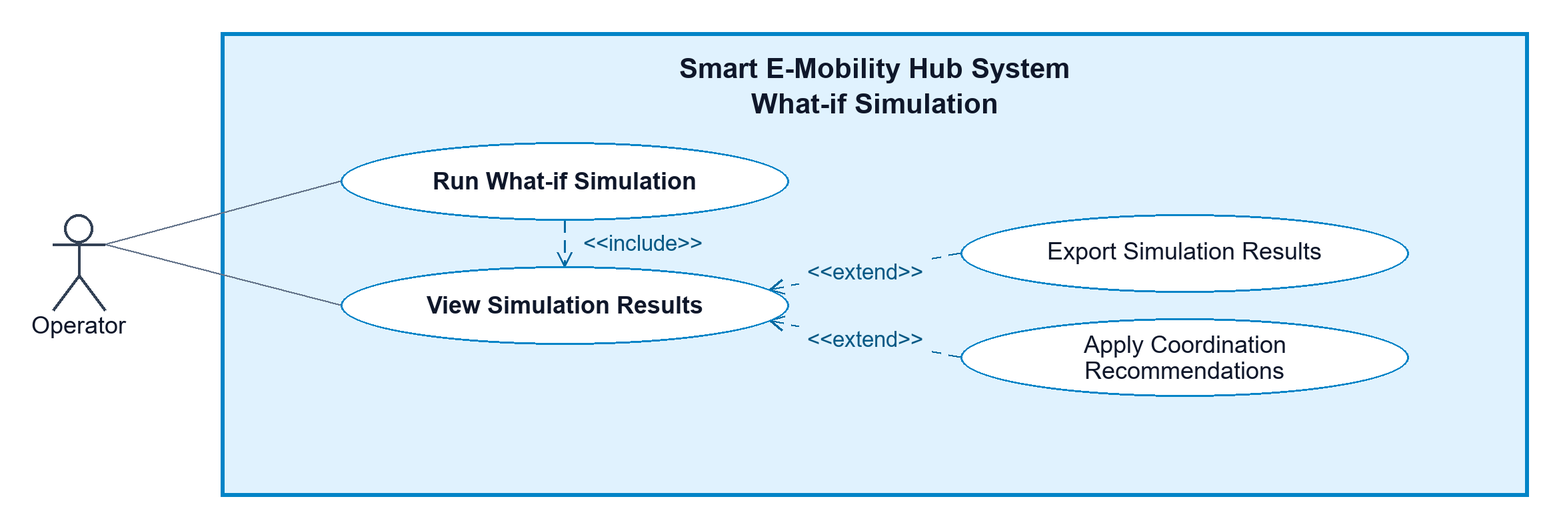 Smart E-Mobility Hub System
What-if Simulation
Run What-if Simulation
<<include>>
View Simulation Results
<<extend>>
<<extend>>
Export Simulation Results
Apply Coordination
Recommendations
Operator